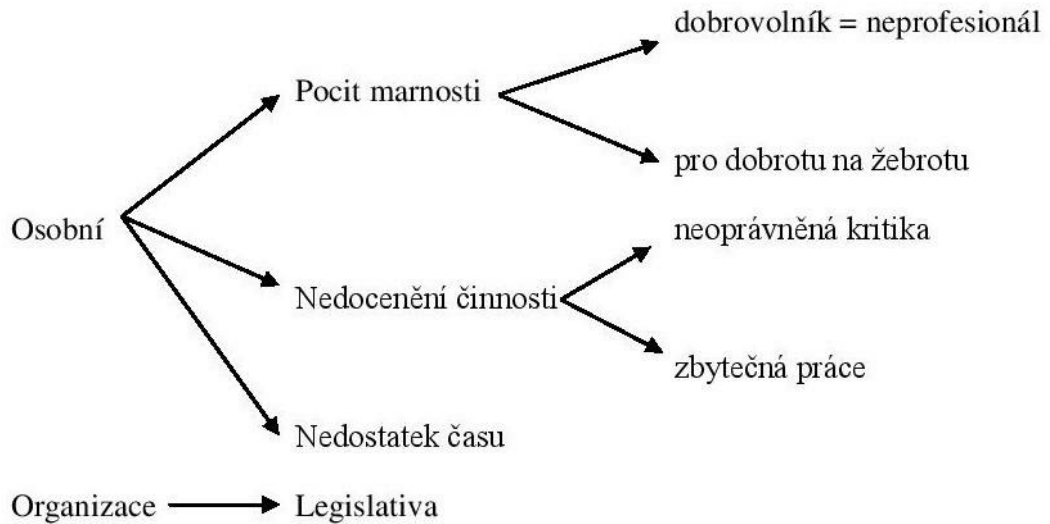 dobrovolník = neprofesionál
Pocit marnosti
pro dobrotu na žebrotu
Osobní
neoprávněná kritika
Nedocenění činnosti
zbytečná práce
Nedostatek času
Organizace
Legislativa